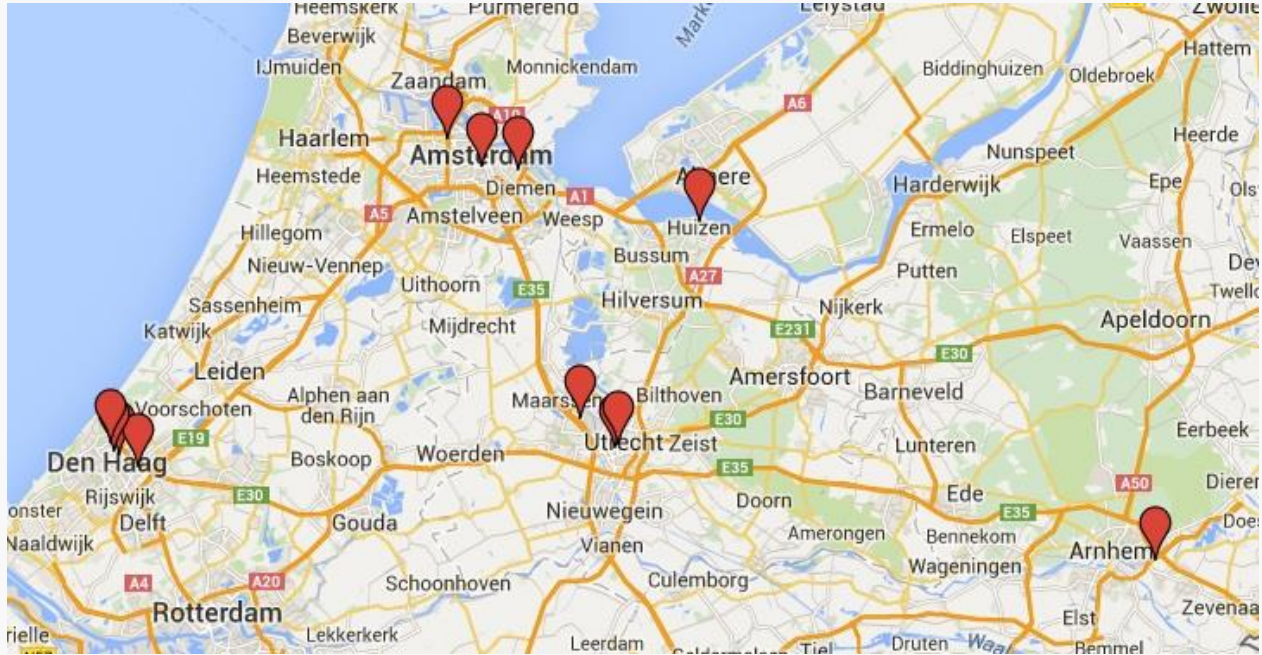 Heemskerk
Purmerend
Lelystad
Beverwijk
Hattem
IJmuiden
Zaandam
Monnickendam
Biddinghuizen
Oldebroek
A6
A10
Haarlem
Heerde
Amsterdam
Nunspeet
Heemstede
Diemen
Harderwijk
Epe
A1
A5
Amstelveen
Weesp
Huizen
Hillegom
Ermelo
Elspeet
Vaassen
Bussum
Nieuw-Vennep
Putten
A27
Uithoorn
E35
Hilversum
Sassenheim
Nijkerk
Katwijk
Mijdrecht
E231
Apeldoorn
E30
Leiden
Amersfoort
Barneveld
Alphen aan
den Rijn
Bilthoven
Voorschoten
E30
Eerbeek
E19
Utrecht
Zeist
Lunteren
Den Haag
Boskoop
Woerden
E35
A50
Rijswijk
E30
Doorn
Ede
Delft
Gouda
Nieuwegein
E35
Naaldwijk
Vianen
Amerongen
Bennekom
Arnhem
A4
A20
Schoonhoven
Culemborg
Wageningen
Rotterdam
Elst
Lekkerkerk
Leerdam
Tiel
Druten
Waal
Bemmel